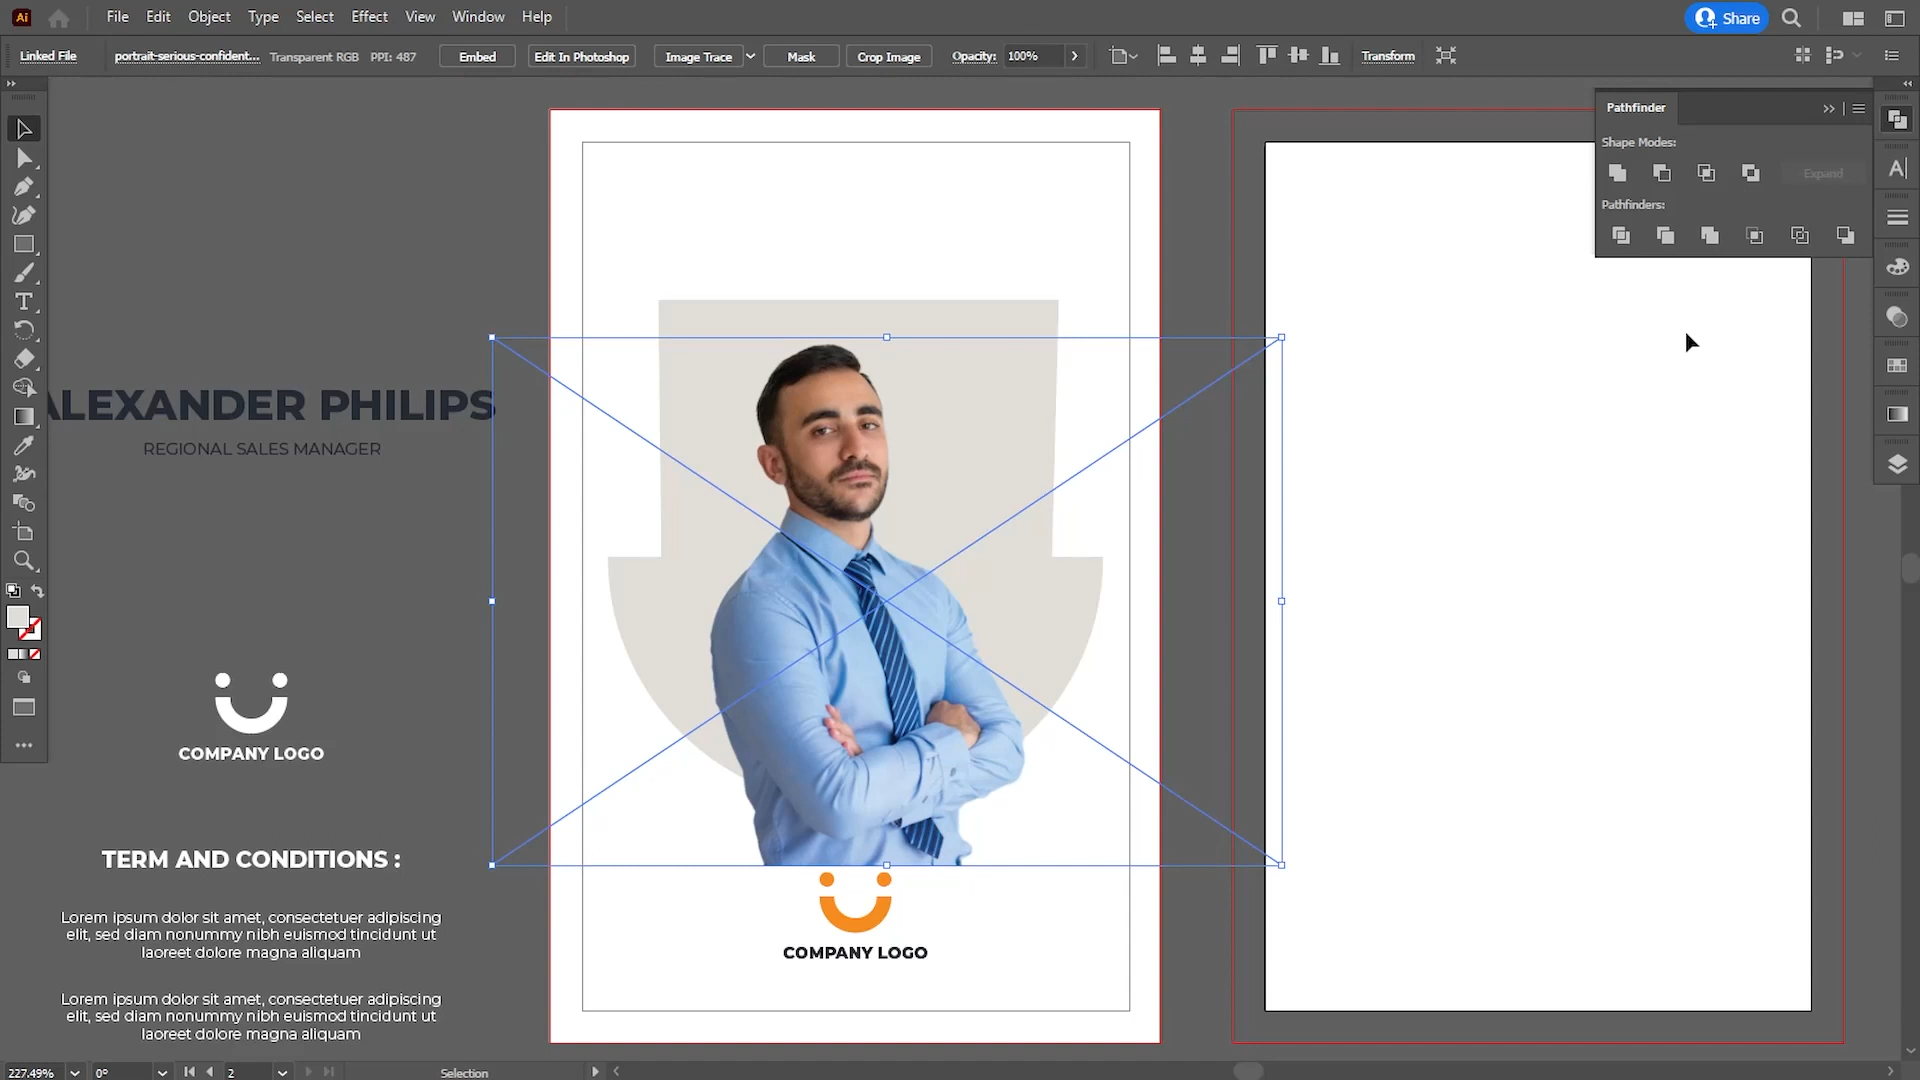 Ai
File Edit Object Type Select Effect View Window Help
Share
Linked File
portrait-serious-confident...
Transparent RGB
PPI: 487
Embed
Edit In Photoshop
Image Trace
Mask
Crop Image
Opacity:
100%
Transform
Pathfinder
Shape Modes:
Expand
Pathfinders:
ALEXANDER PHILIPS
REGIONAL SALES MANAGER
COMPANY LOGO
TERM AND CONDITIONS :
Lorem ipsum dolor sit amet, consectetuer adipiscing
elit, sed diam nonummy nibh euismod tincidunt ut
laoreet dolore magna aliquam
Lorem ipsum dolor sit amet, consectetuer adipiscing
elit, sed diam nonummy nibh euismod tincidunt ut
laoreet dolore magna aliquam
COMPANY LOGO
227.49%
0°
2
Selection